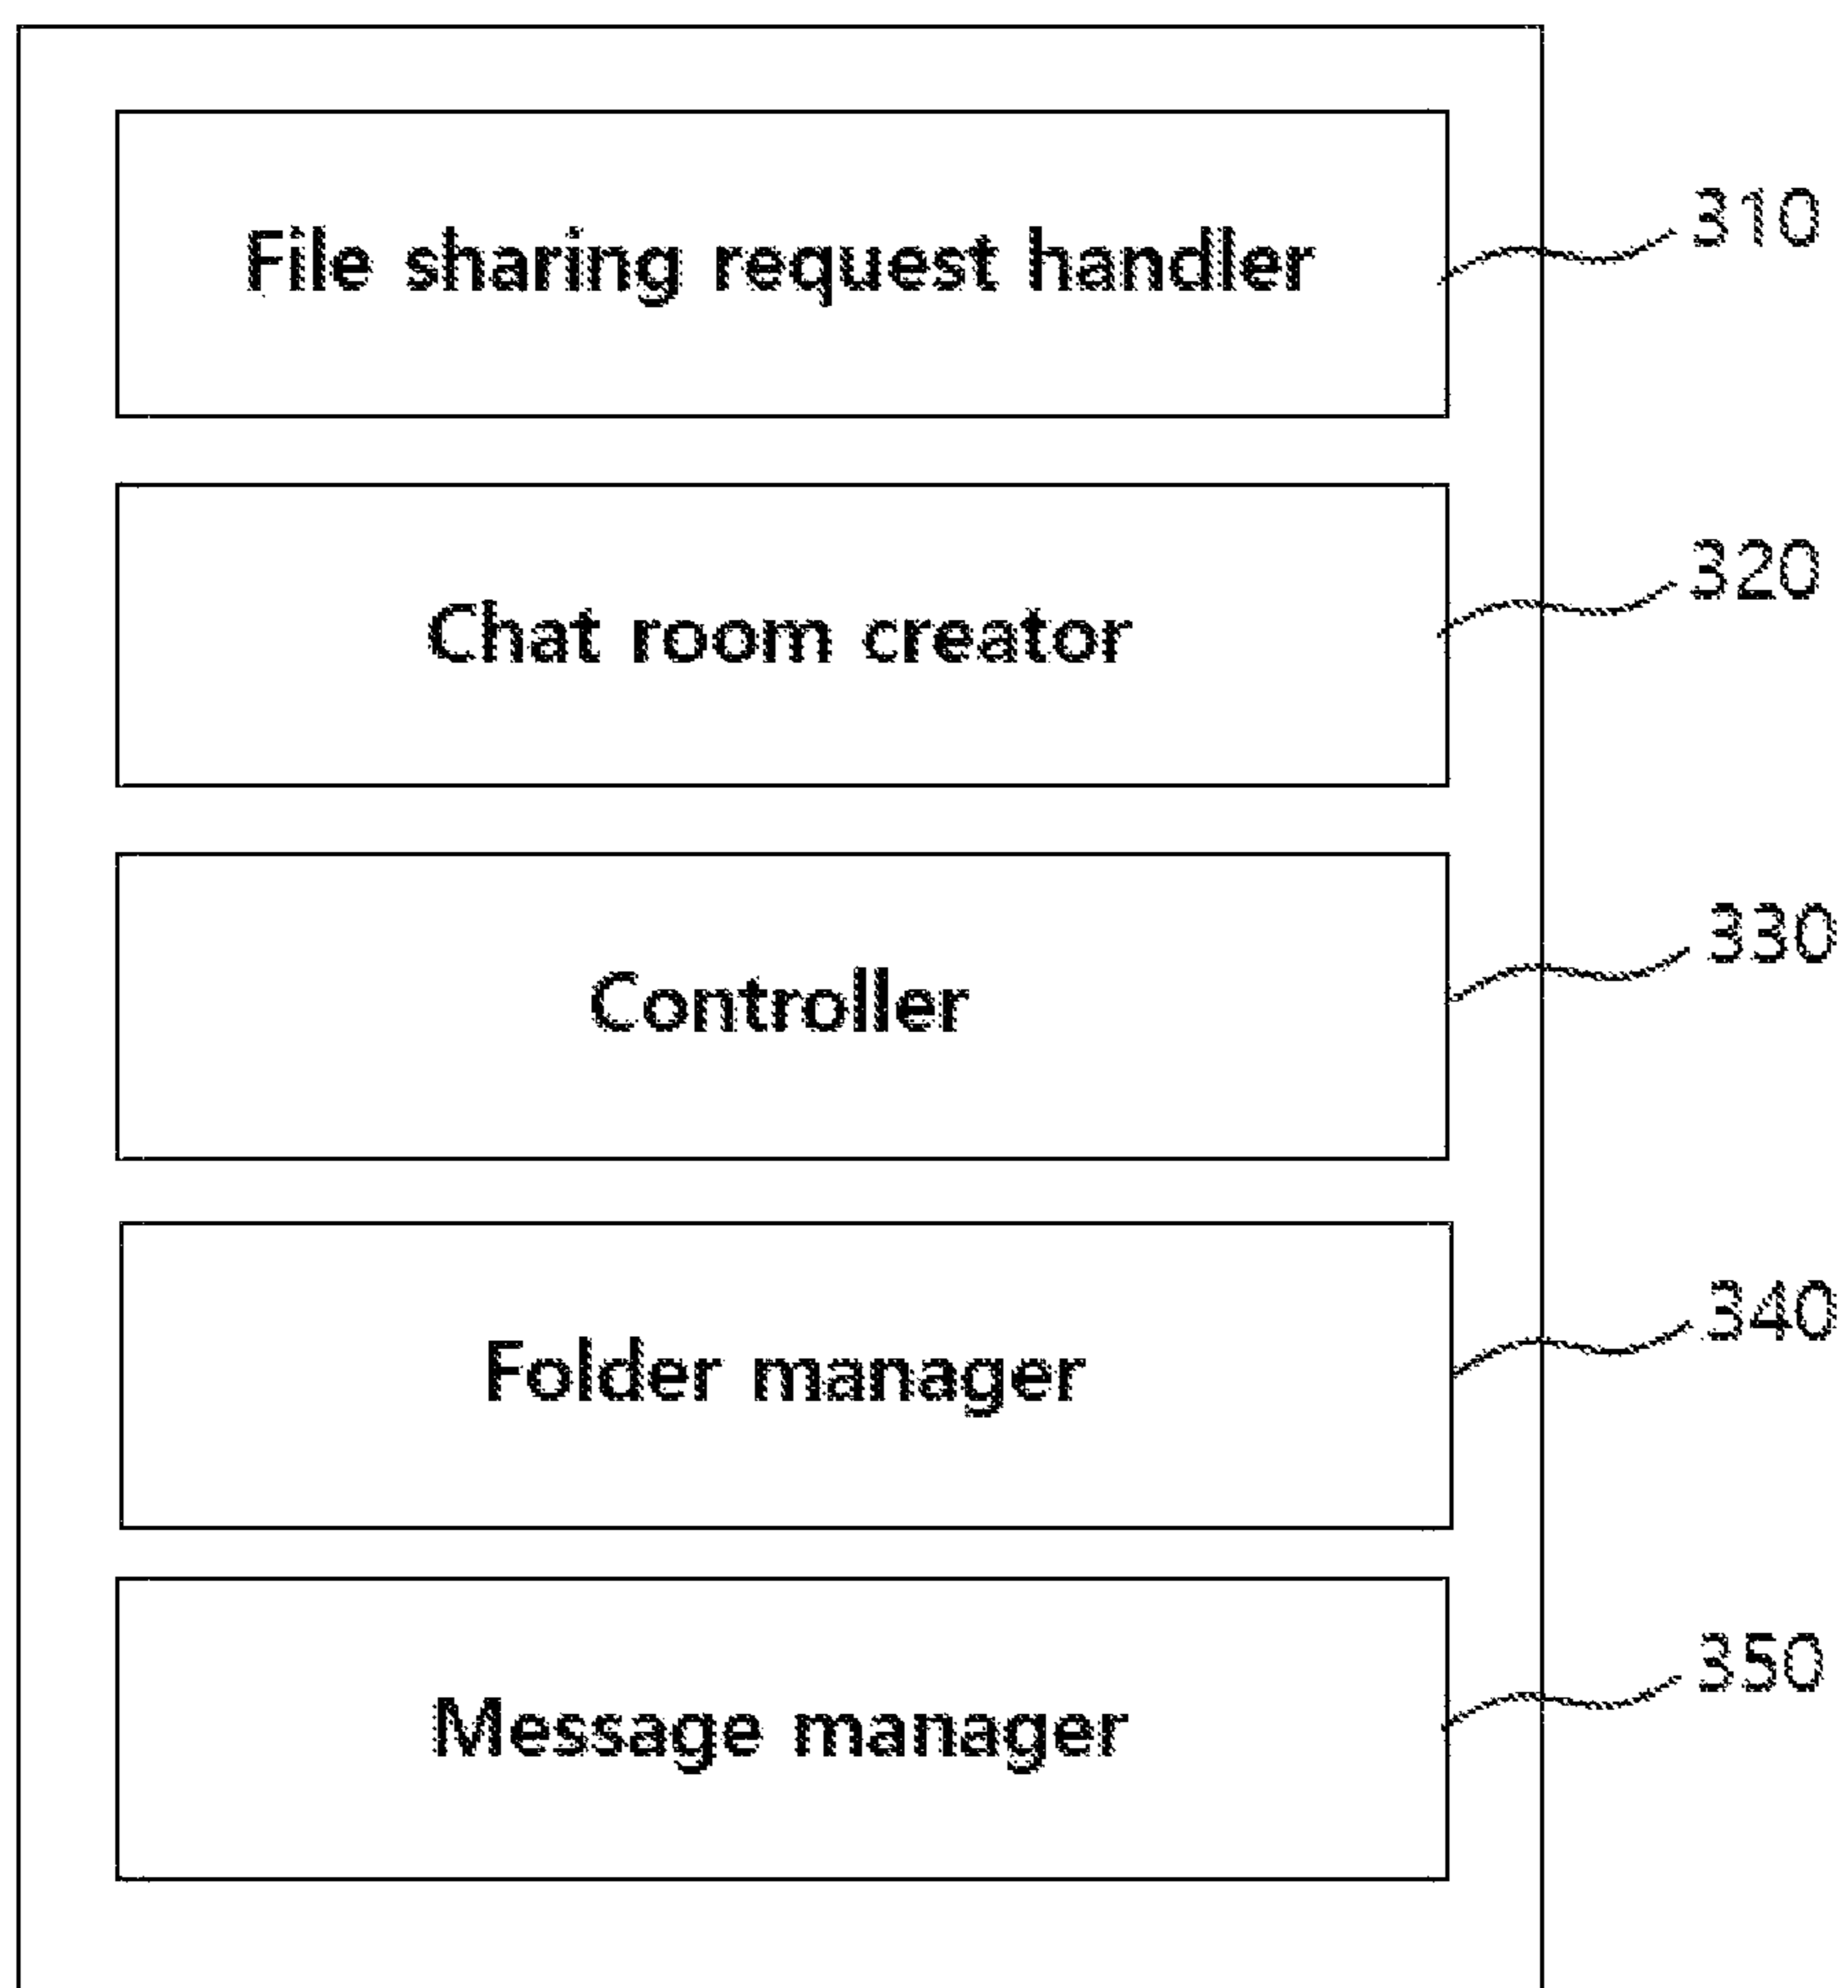 File sharing request handler
310
Chat room creator
320
Controller
330
Folder manager
340
Message manager
350